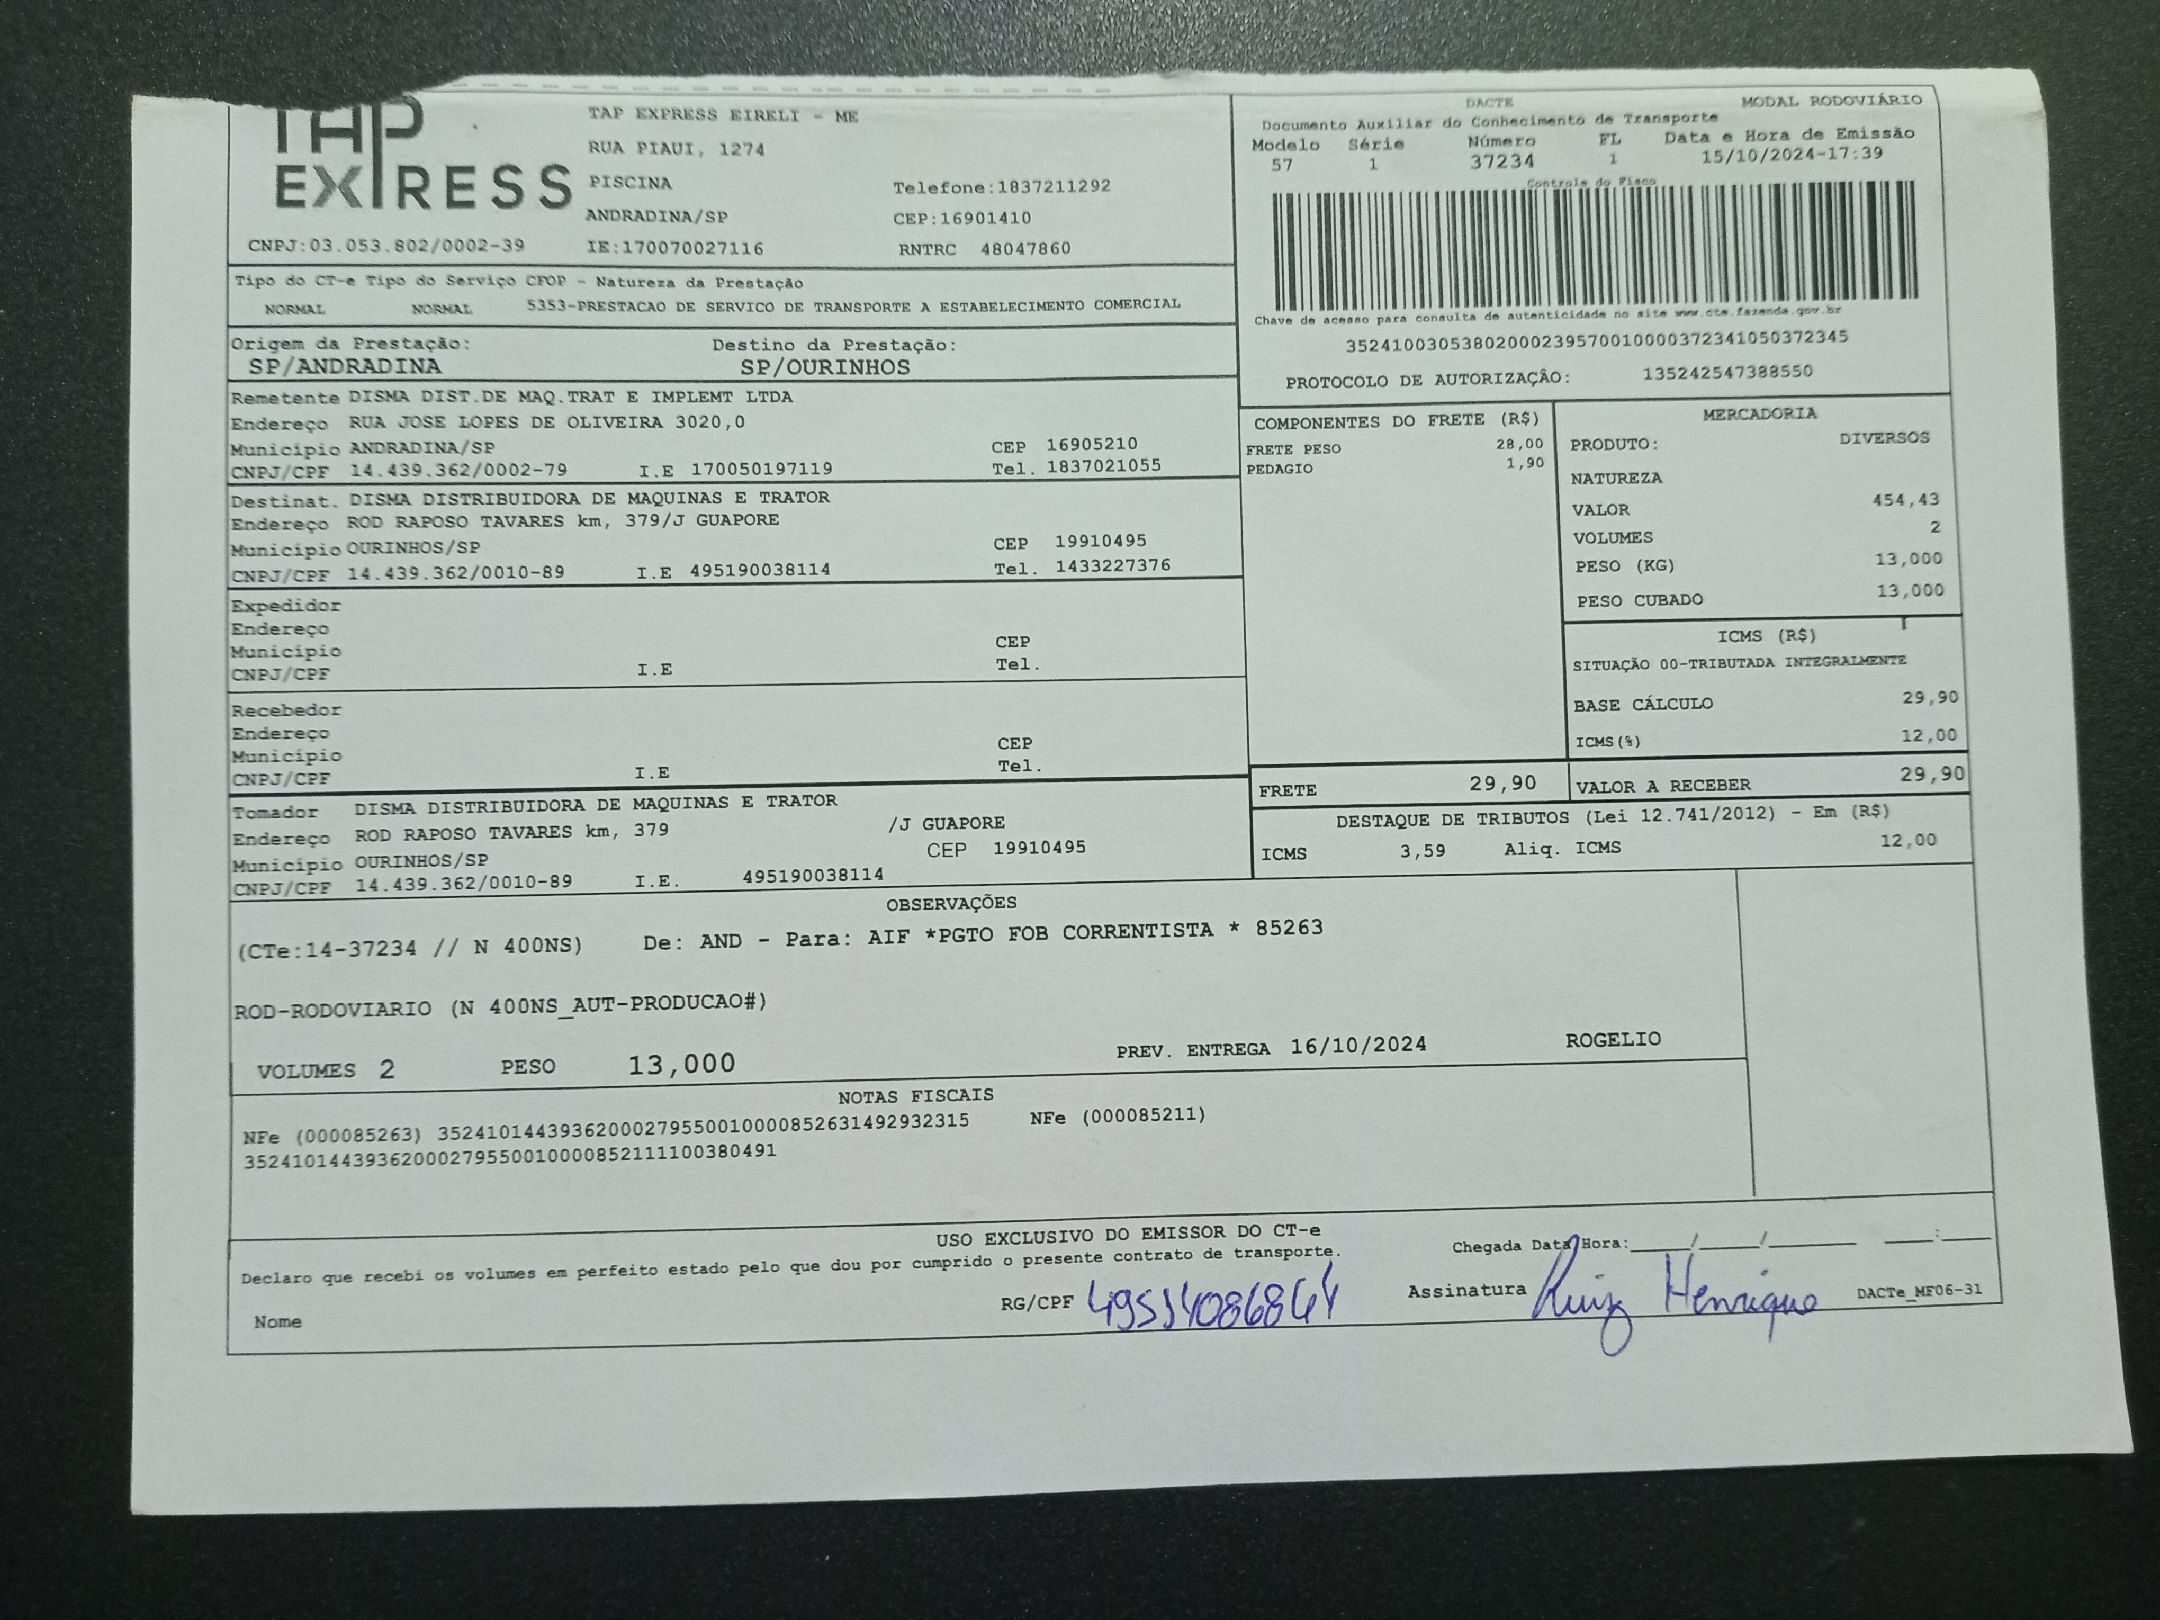 TAP
EXPRESS
TAP EXPRESS EIRELI - ME
RUA PIAUI, 1274
PISCINA
Telefone:1837211292
ANDRADINA/SP
CEP:16901410
CNPJ:03.053.802/0002-39
IE:170070027116
RNTRC 48047860
DACTE
MODAL RODOVIÁRIO
Documento Auxiliar do Conhecimento de Transporte
Modelo Série Número FL Data e Hora de Emissão
57 1 37234 1 15/10/2024-17:39
Controle do Fisco
Chave de acesso para consulta de autenticidade no site www.cte.fazenda.gov.br
35241003053802000239570010000372341050372345
PROTOCOLO DE AUTORIZAÇÂO: 135242547388550
Tipo do CT-e Tipo do Serviço CFOP - Natureza da Prestação
NORMAL NORMAL 5353-PRESTACAO DE SERVICO DE TRANSPORTE A ESTABELECIMENTO COMERCIAL
Origem da Prestação: Destino da Prestação:
SP/ANDRADINA SP/OURINHOS
Remetente DISMA DIST.DE MAQ.TRAT E IMPLEMT LTDA
Endereço RUA JOSE LOPES DE OLIVEIRA 3020,0
Município ANDRADINA/SP CEP 16905210
CNPJ/CPF 14.439.362/0002-79 I.E 170050197119 Tel. 1837021055
Destinat. DISMA DISTRIBUIDORA DE MAQUINAS E TRATOR
Endereço ROD RAPOSO TAVARES km, 379/J GUAPORE
Município OURINHOS/SP CEP 19910495
CNPJ/CPF 14.439.362/0010-89 I.E 495190038114 Tel. 1433227376
Expedidor
Endereço
Município CEP
CNPJ/CPF I.E Tel.
Recebedor
Endereço
Município CEP
CNPJ/CPF I.E Tel.
Tomador DISMA DISTRIBUIDORA DE MAQUINAS E TRATOR
Endereço ROD RAPOSO TAVARES km, 379 /J GUAPORE
Município OURINHOS/SP CEP 19910495
CNPJ/CPF 14.439.362/0010-89 I.E. 495190038114
COMPONENTES DO FRETE (R$)
FRETE PESO 28,00
PEDAGIO 1,90
MERCADORIA
PRODUTO: DIVERSOS
NATUREZA
VALOR 454,43
VOLUMES 2
PESO (KG) 13,000
PESO CUBADO 13,000
ICMS (R$)
SITUAÇÃO 00-TRIBUTADA INTEGRALMENTE
BASE CÁLCULO 29,90
ICMS(%) 12,00
FRETE 29,90 VALOR A RECEBER 29,90
DESTAQUE DE TRIBUTOS (Lei 12.741/2012) - Em (R$)
ICMS 3,59 Aliq. ICMS 12,00
OBSERVAÇÕES
(CTe:14-37234 // N 400NS) De: AND - Para: AIF *PGTO FOB CORRENTISTA * 85263
ROD-RODOVIARIO (N 400NS_AUT-PRODUCAO#)
VOLUMES 2 PESO 13,000 PREV. ENTREGA 16/10/2024 ROGELIO
NOTAS FISCAIS
NFe (000085263) 35241014439362000279550010000852631492932315 NFe (000085211)
35241014439362000279550010000852111100380491
USO EXCLUSIVO DO EMISSOR DO CT-e
Declaro que recebi os volumes em perfeito estado pelo que dou por cumprido o presente contrato de transporte.
Chegada Data Hora:____/____/______ ___:___
Nome RG/CPF 49514086864 Assinatura Luiz Henrique DACTe_MF06-31